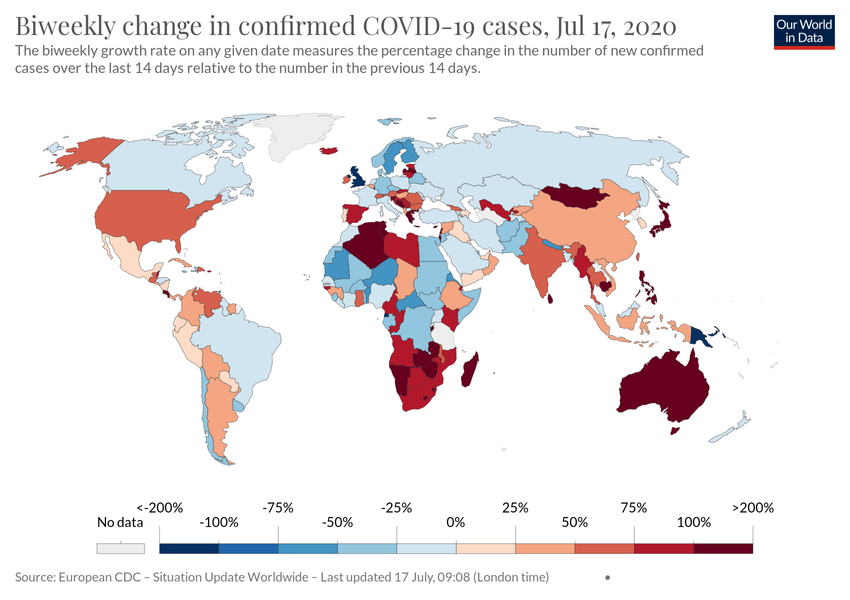 Biweekly change in confirmed COVID-19 cases, Jul 17, 2020
The biweekly growth rate on any given date measures the percentage change in the number of new confirmed
cases over the last 14 days relative to the number in the previous 14 days.
Our World
in Data
<-200% -75% -25% 25% 75% >200%
No data -100% -50% 0% 50% 100%
Source: European CDC – Situation Update Worldwide – Last updated 17 July, 09:08 (London time) •